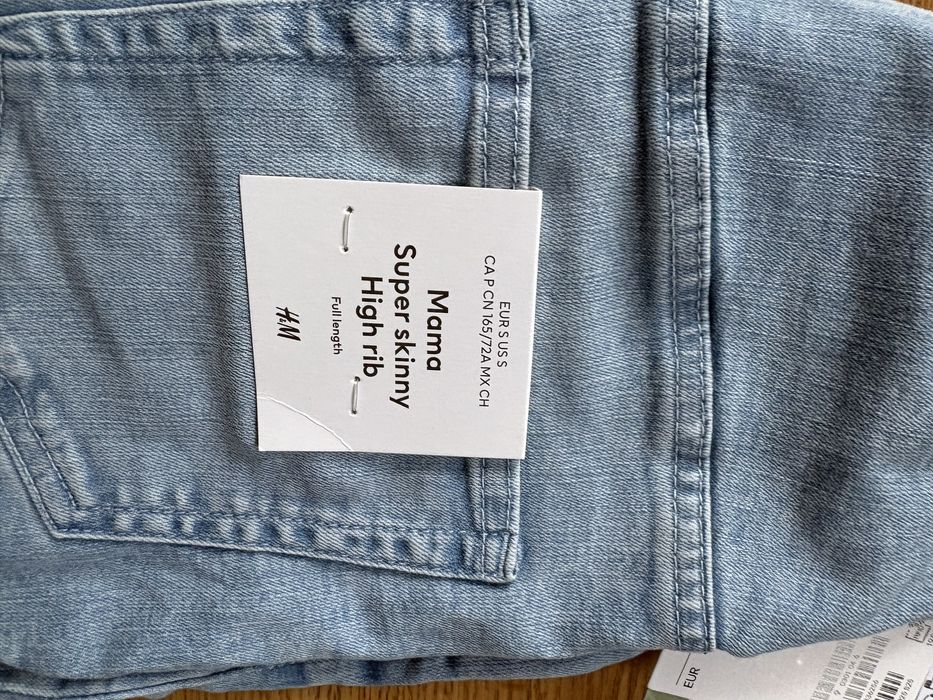 EUR S US S
CA P CN 165/72A MX CH
Mama
Super skinny
High rib
Full length
H&M
EUR